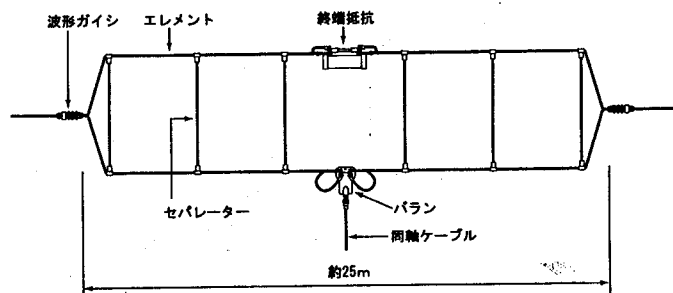 波形ガイシ
エレメント
終端抵抗
セパレーター
バラン
同軸ケーブル
約25m